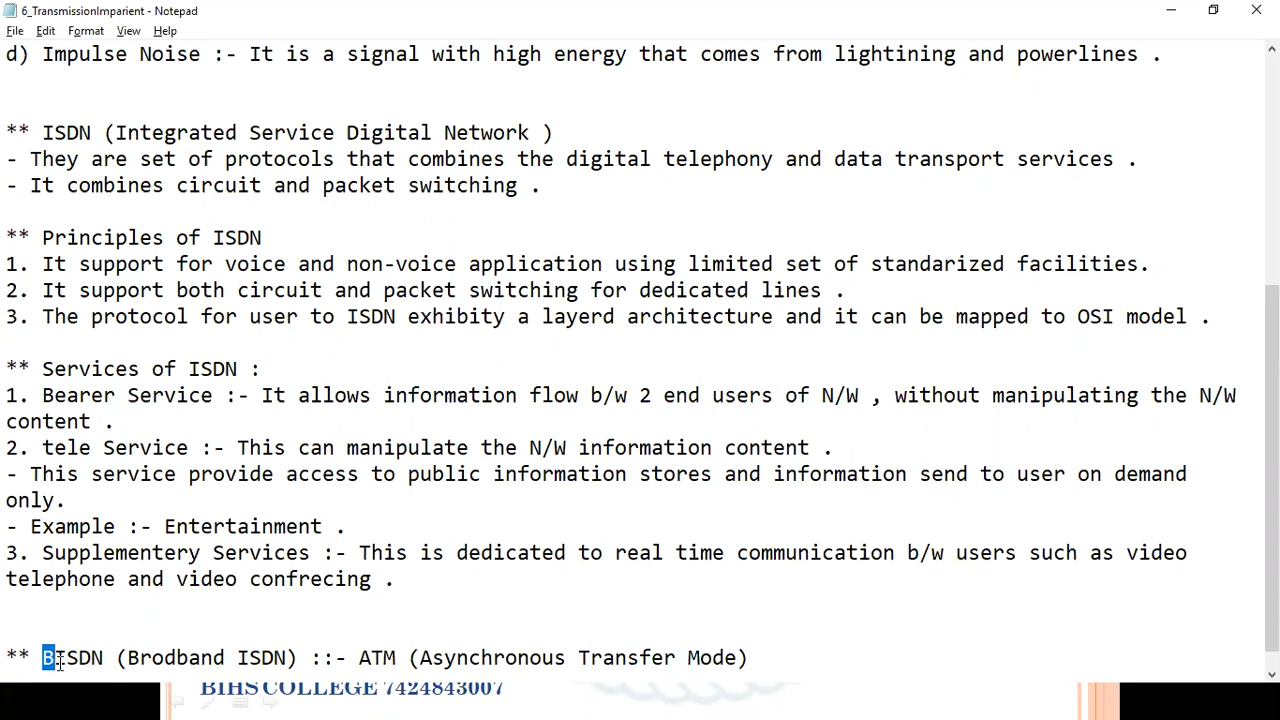 6_TransmissionImparient - Notepad
File Edit Format View Help
d) Impulse Noise :- It is a signal with high energy that comes from lightining and powerlines .
** ISDN (Integrated Service Digital Network )
- They are set of protocols that combines the digital telephony and data transport services .
- It combines circuit and packet switching .
** Principles of ISDN
1. It support for voice and non-voice application using limited set of standarized facilities.
2. It support both circuit and packet switching for dedicated lines .
3. The protocol for user to ISDN exhibity a layerd architecture and it can be mapped to OSI model .
** Services of ISDN :
1. Bearer Service :- It allows information flow b/w 2 end users of N/W , without manipulating the N/W
content .
2. tele Service :- This can manipulate the N/W information content .
- This service provide access to public information stores and information send to user on demand
only.
- Example :- Entertainment .
3. Supplementery Services :- This is dedicated to real time communication b/w users such as video
telephone and video confrecing .
** BISDN (Brodband ISDN) ::- ATM (Asynchronous Transfer Mode)
BIHS COLLEGE 7424843007